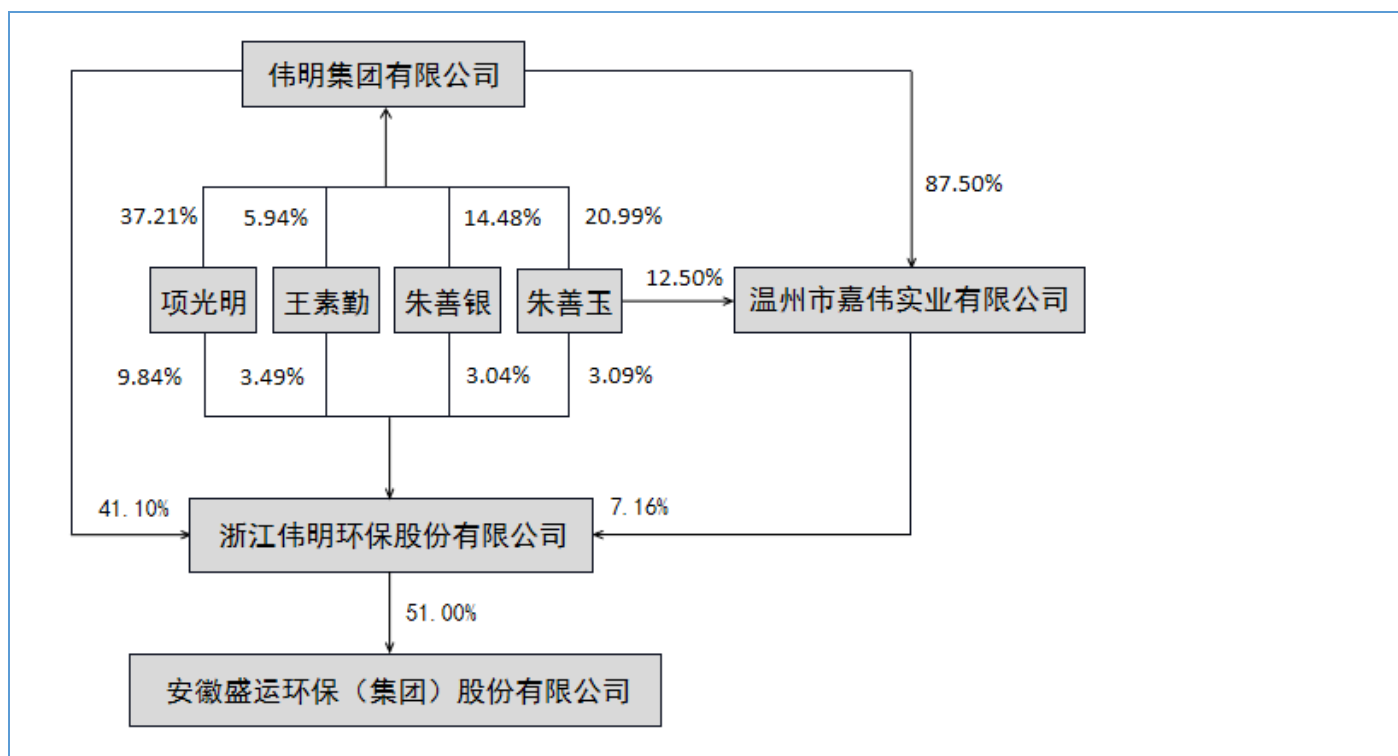 伟明集团有限公司
87.50%
37.21%
5.94%
14.48%
20.99%
项光明
王素勤
朱善银
朱善玉
12.50%
温州市嘉伟实业有限公司
9.84%
3.49%
3.04%
3.09%
41.10%
7.16%
浙江伟明环保股份有限公司
51.00%
安徽盛运环保（集团）股份有限公司